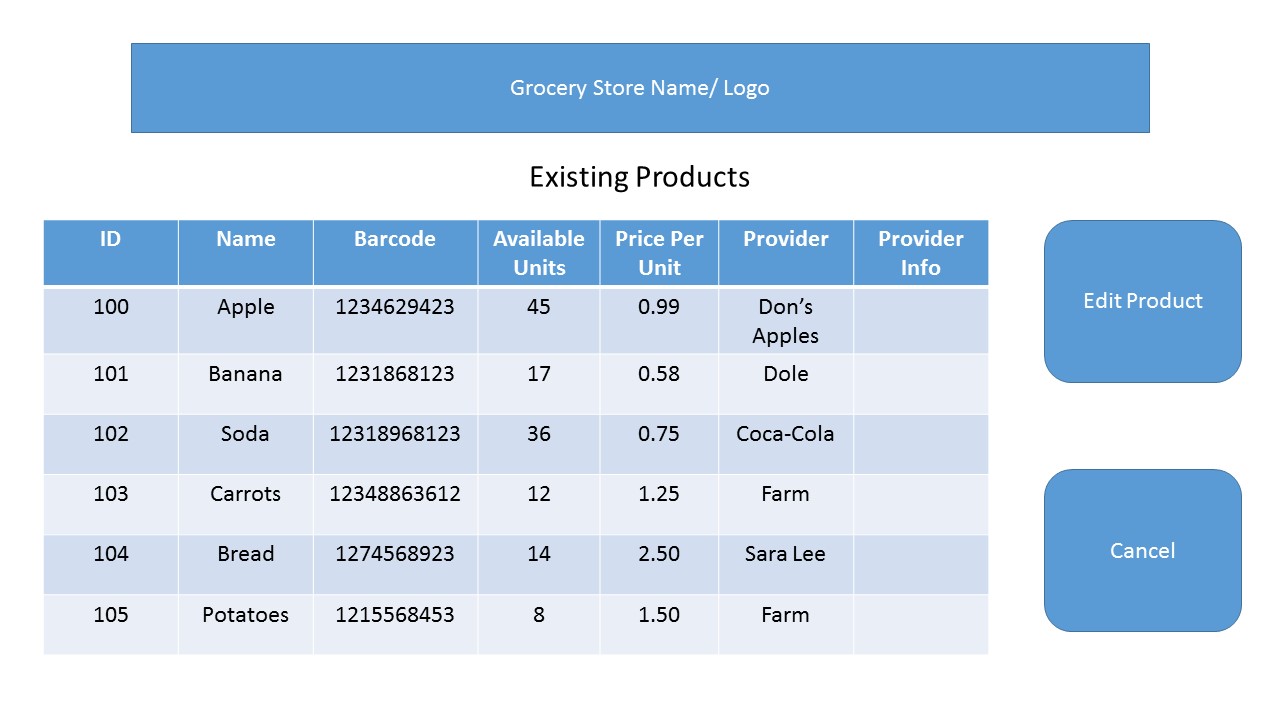 Grocery Store Name/ Logo
Existing Products
ID Name Barcode Available Units Price Per Unit Provider Provider Info
100 Apple 1234629423 45 0.99 Don’s Apples
101 Banana 1231868123 17 0.58 Dole
102 Soda 12318968123 36 0.75 Coca-Cola
103 Carrots 12348863612 12 1.25 Farm
104 Bread 1274568923 14 2.50 Sara Lee
105 Potatoes 1215568453 8 1.50 Farm
Edit Product
Cancel